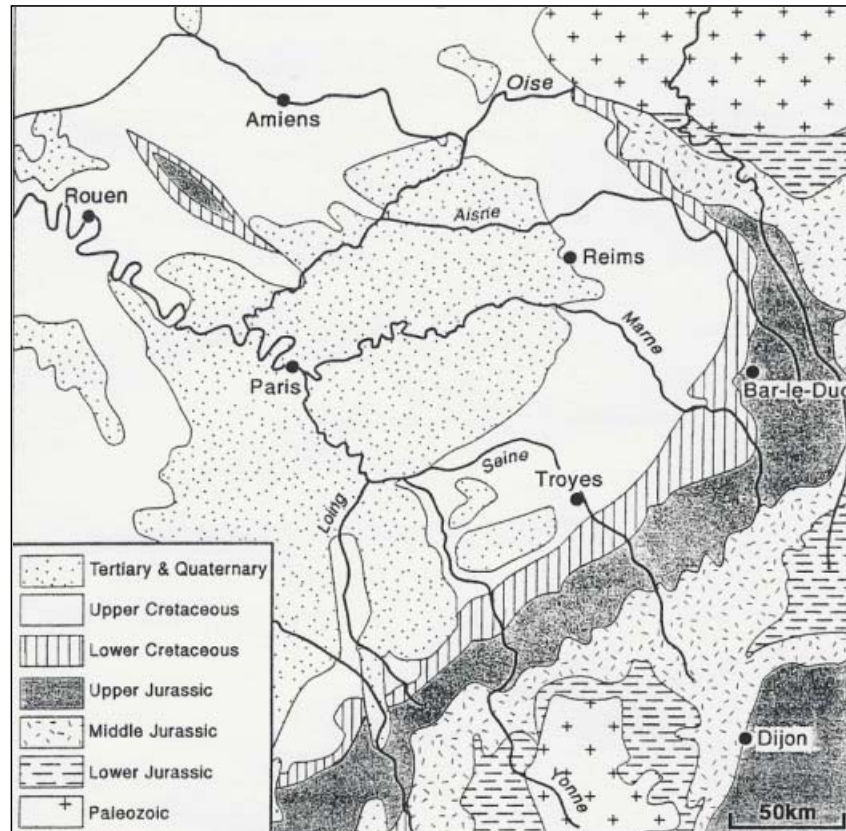 Oise
Amiens
Rouen
Aisne
Reims
Marne
Paris
Bar-le-Duc
Seine
Troyes
Loing
Tertiary & Quaternary
Upper Cretaceous
Lower Cretaceous
Upper Jurassic
Middle Jurassic
Dijon
Lower Jurassic
Yonne
Paleozoic
50km